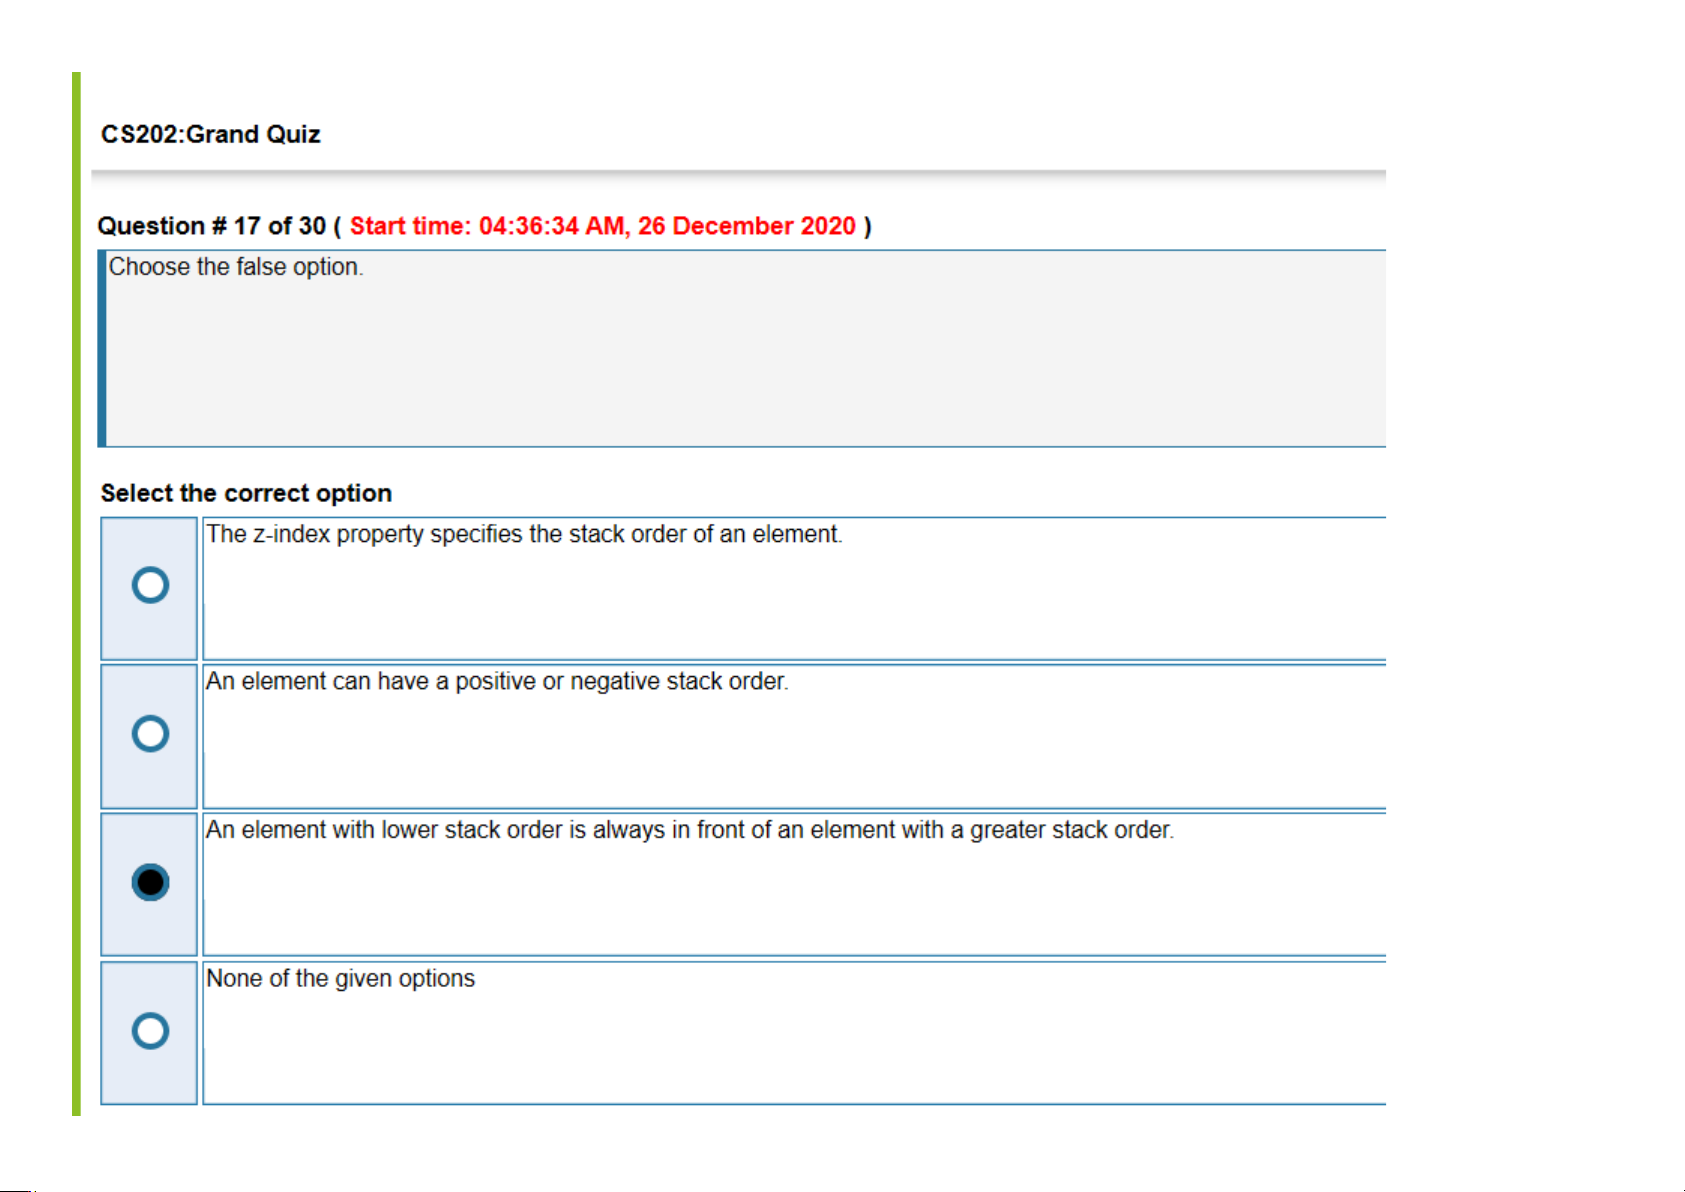 CS202:Grand Quiz
Question # 17 of 30 ( Start time: 04:36:34 AM, 26 December 2020 )
Choose the false option.
Select the correct option
The z-index property specifies the stack order of an element.
An element can have a positive or negative stack order.
An element with lower stack order is always in front of an element with a greater stack order.
None of the given options